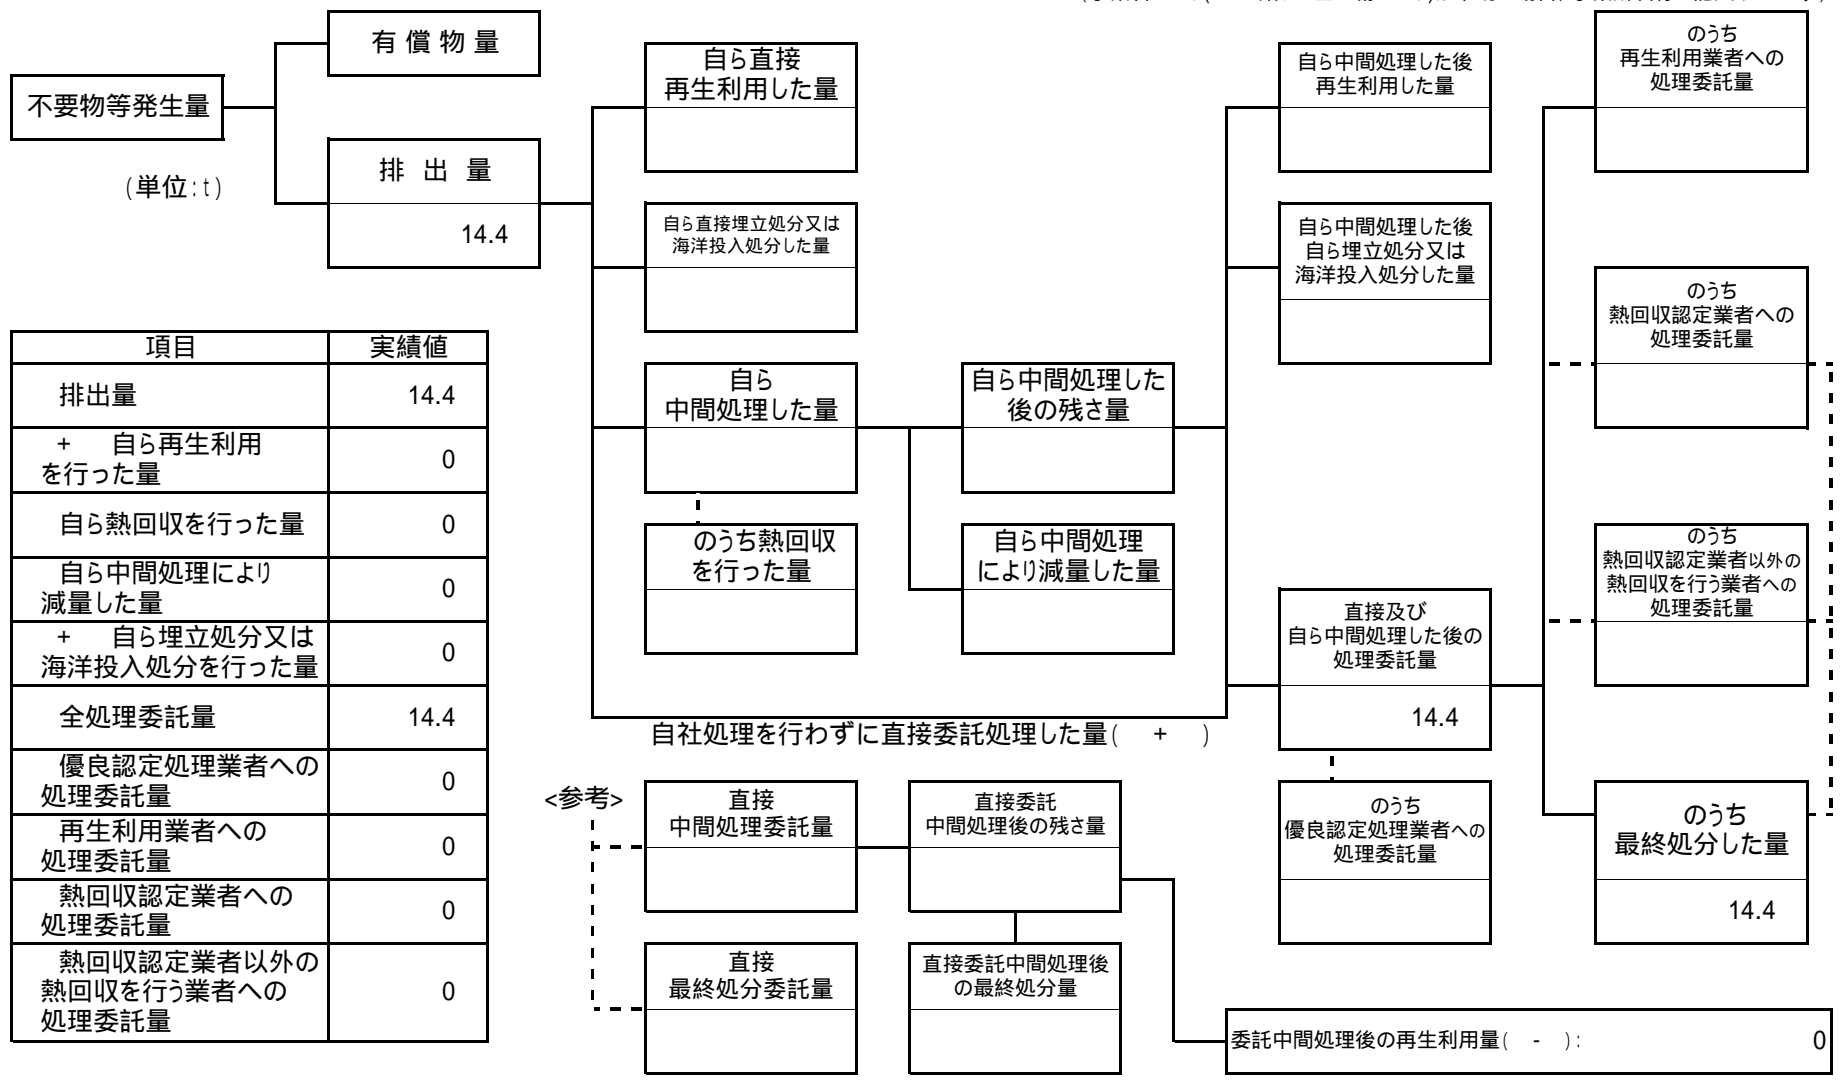 有 償 物 量
不要物等発生量
(単位:t)
排 出 量
14.4
自ら直接
再生利用した量
自ら直接埋立処分又は
海洋投入処分した量
自ら
中間処理した量
のうち熱回収
を行った量
自ら中間処理した
後の残さ量
自ら中間処理
により減量した量
自ら中間処理した後
再生利用した量
自ら中間処理した後
自ら埋立処分又は
海洋投入処分した量
直接及び
自ら中間処理した後の
処理委託量
14.4
のうち
優良認定処理業者への
処理委託量
のうち
再生利用業者への
処理委託量
のうち
熱回収認定業者への
処理委託量
のうち
熱回収認定業者以外の
熱回収を行う業者への
処理委託量
のうち
最終処分した量
14.4
自社処理を行わずに直接委託処理した量( + )
項目 実績値
排出量 14.4
+ 自ら再生利用
を行った量 0
自ら熱回収を行った量 0
自ら中間処理により
減量した量 0
+ 自ら埋立処分又は
海洋投入処分を行った量 0
全処理委託量 14.4
優良認定処理業者への
処理委託量 0
再生利用業者への
処理委託量 0
熱回収認定業者への
処理委託量 0
熱回収認定業者以外の
熱回収を行う業者への
処理委託量 0
<参考>
直接
中間処理委託量
直接委託
中間処理後の残さ量
直接
最終処分委託量
直接委託中間処理後
の最終処分量
委託中間処理後の再生利用量( - ): 0